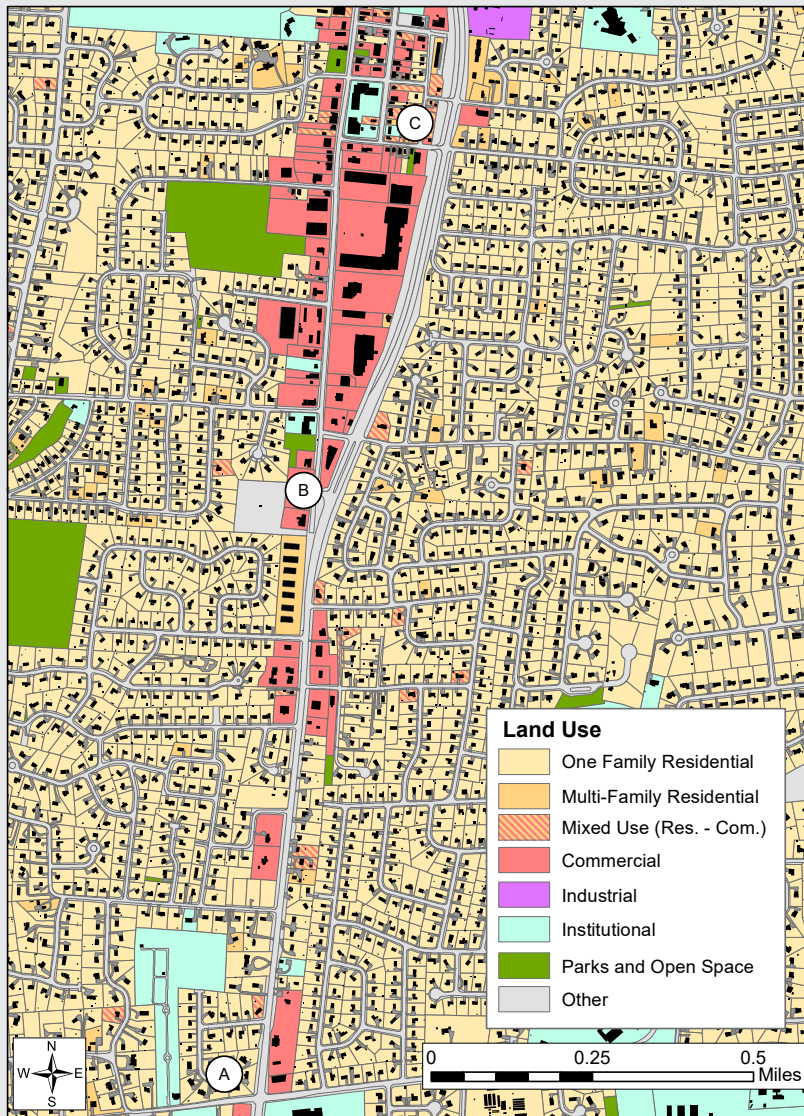 C
B
Land Use
One Family Residential
Multi-Family Residential
Mixed Use (Res. - Com.)
Commercial
Industrial
Institutional
Parks and Open Space
Other
N
W E
S
A
0 0.25 0.5
Miles